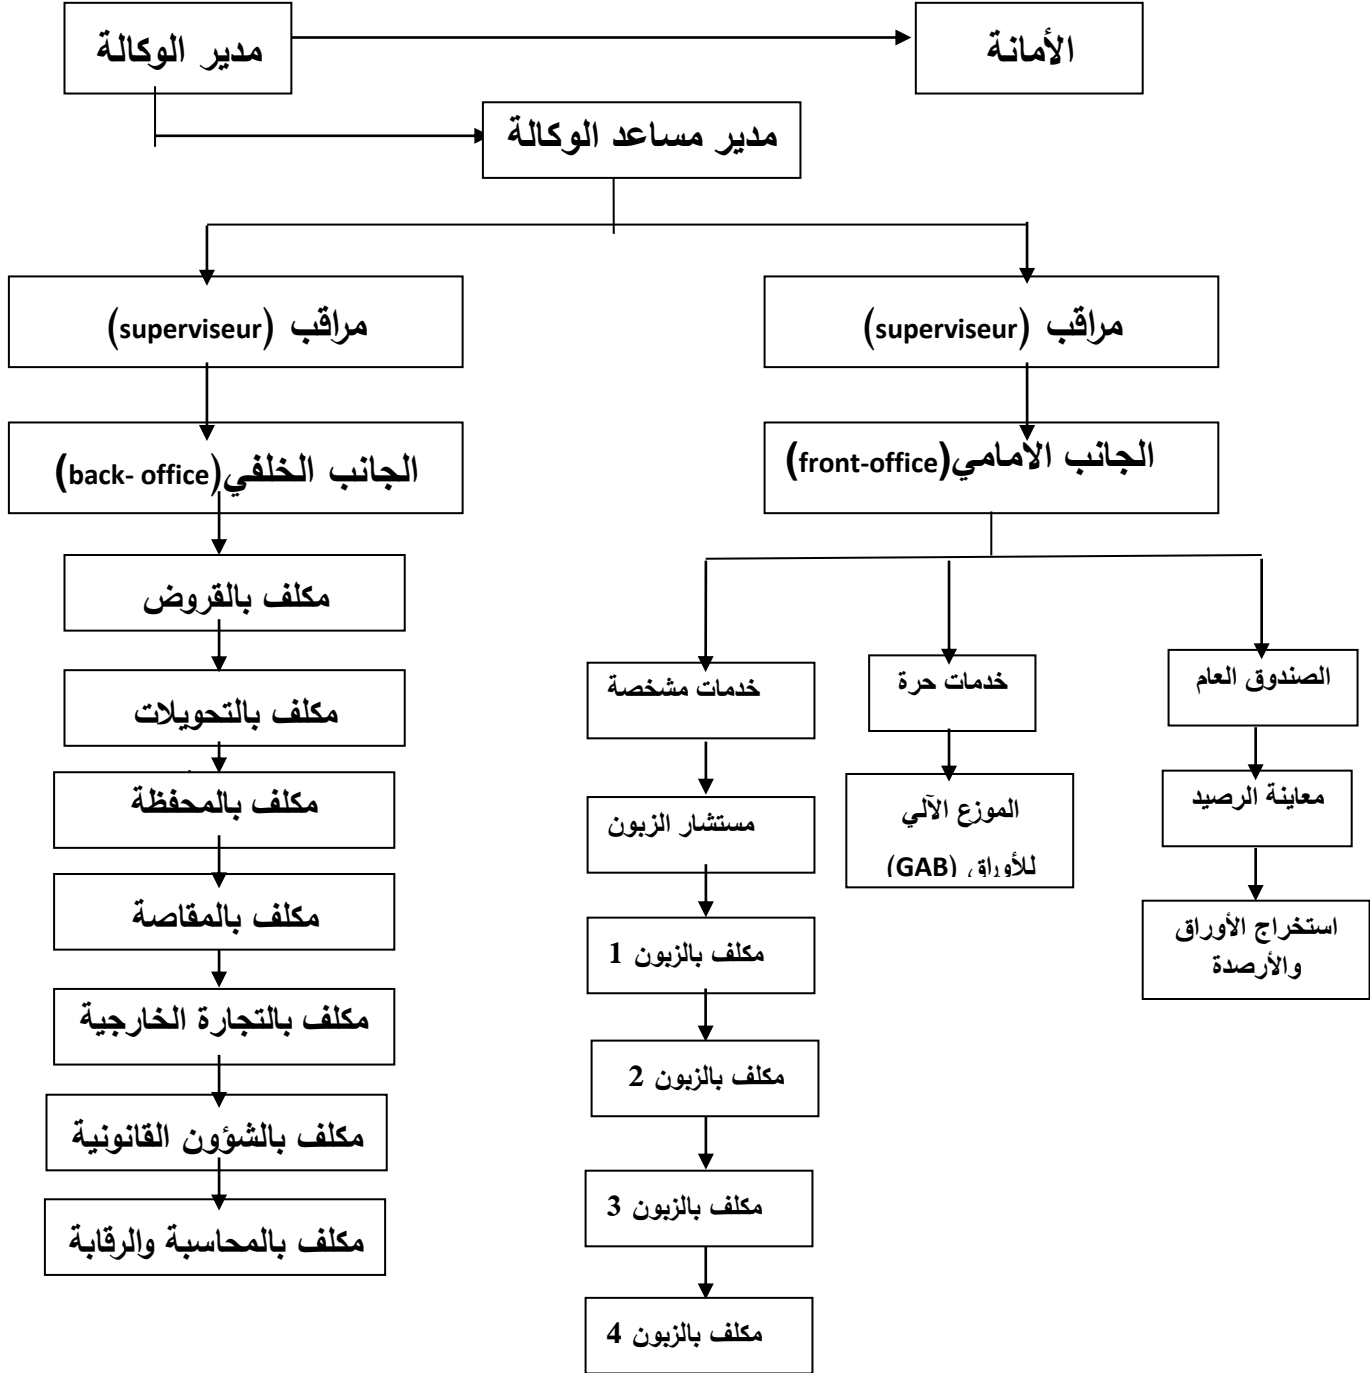 مدير الوكالة
الأمانة
مدير مساعد الوكالة
مراقب (superviseur)
مراقب (superviseur)
الجانب الامامي(front-office)
الجانب الخلفي(back- office)
مكلف بالقروض
مكلف بالتحويلات
مكلف بالمحفظة
مكلف بالمقاصة
مكلف بالتجارة الخارجية
مكلف بالشؤون القانونية
مكلف بالمحاسبة والرقابة
الصندوق العام
خدمات حرة
خدمات مشخصة
معاينة الرصيد
الموزع الآلي
للأوراق (GAB)
مستشار الزبون
استخراج الأوراق
والأرصدة
مكلف بالزبون 1
مكلف بالزبون 2
مكلف بالزبون 3
مكلف بالزبون 4